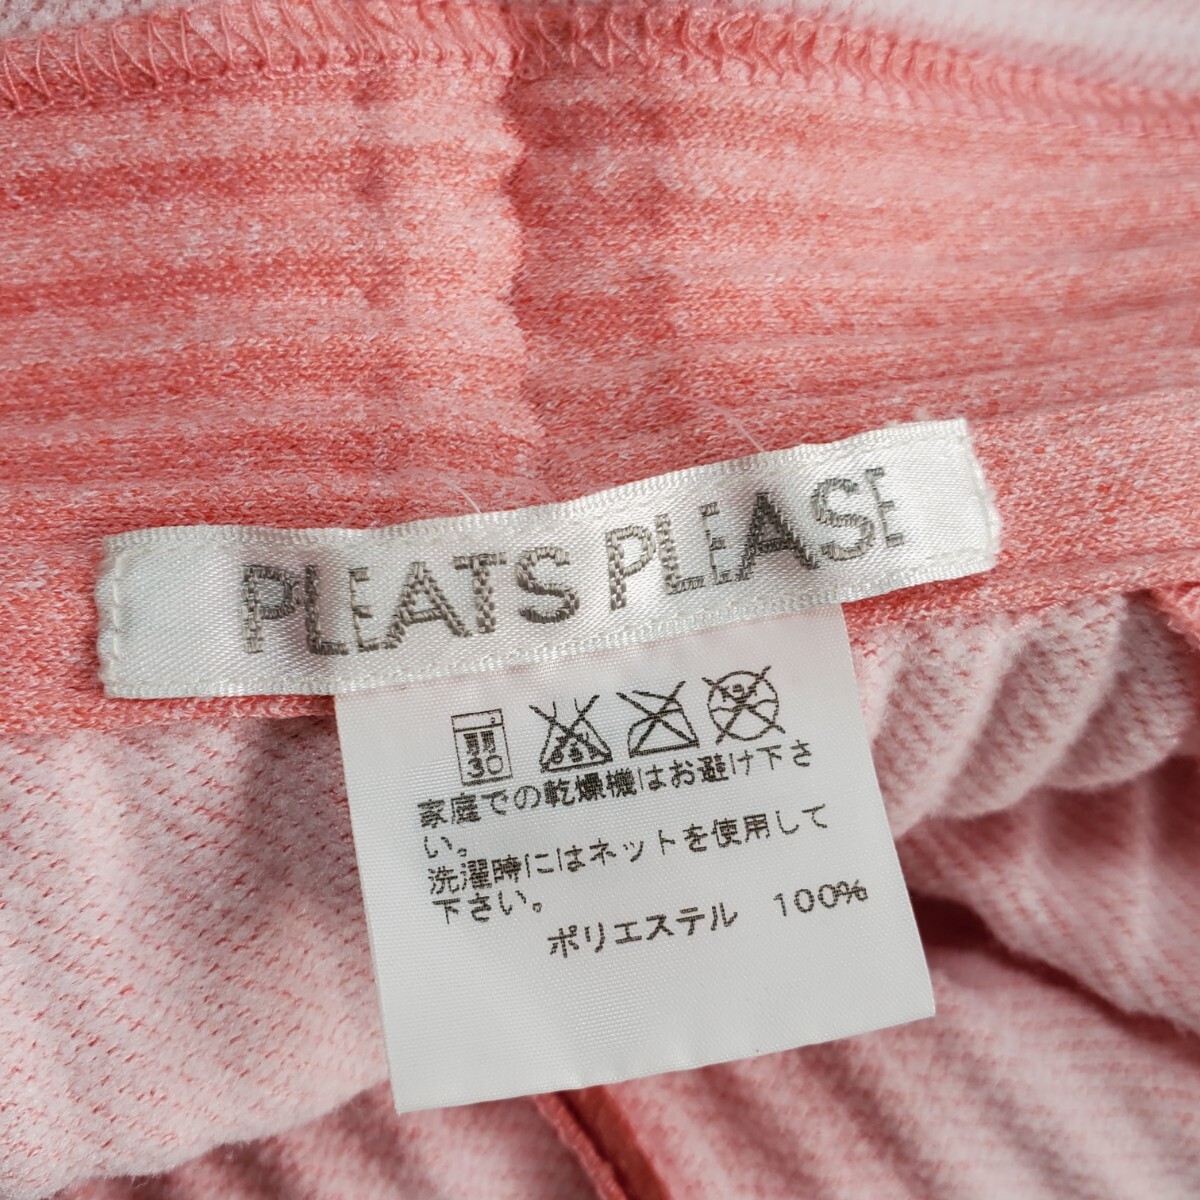 PLEATS PLEASE
弱
30
家庭での乾燥機はお避け下さ
い。
洗濯時にはネットを使用して
下さい。
ポリエステル 100%